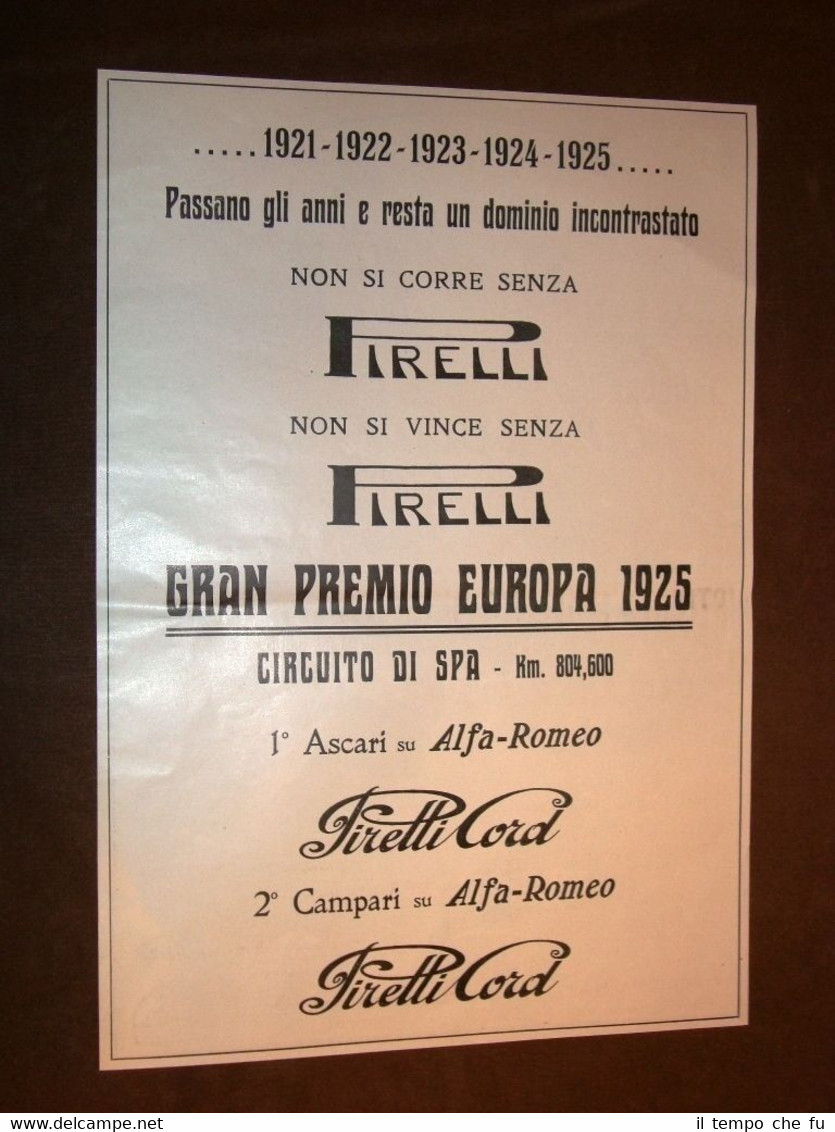 .....1921-1922-1923-1924-1925.....
Passano gli anni e resta un dominio incontrastato
NON SI CORRE SENZA
PIRELLI
NON SI VINCE SENZA
PIRELLI
GRAN PREMIO EUROPA 1925
CIRCUITO DI SPA - Km. 804,600
1° Ascari su Alfa-Romeo
Pirelli Cord
2° Campari su Alfa-Romeo
Pirelli Cord
www.delcampe.net
il tempo che fu